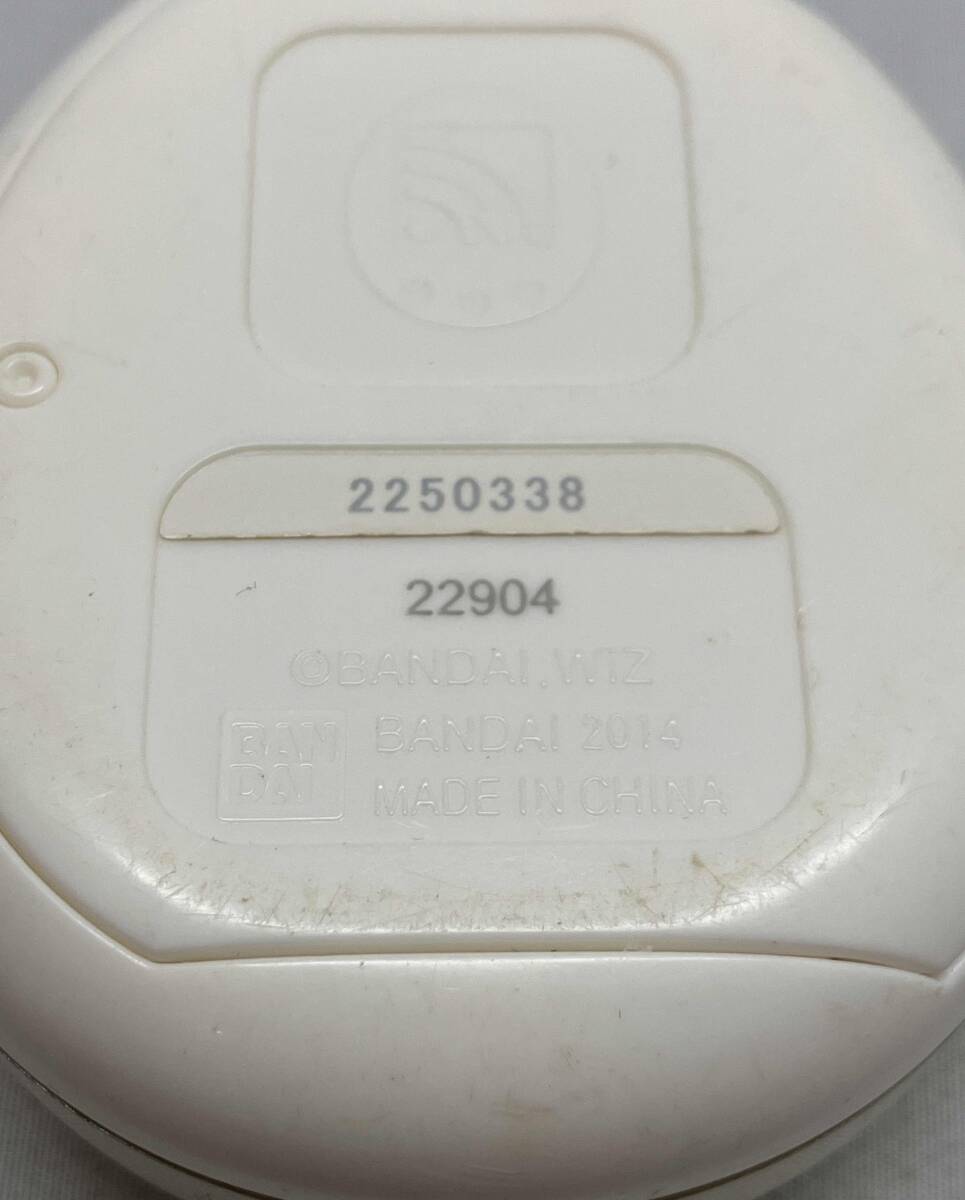 2250338
22904
©BANDAI, WIZ
BAN
DAI
BANDAI 2014
MADE IN CHINA